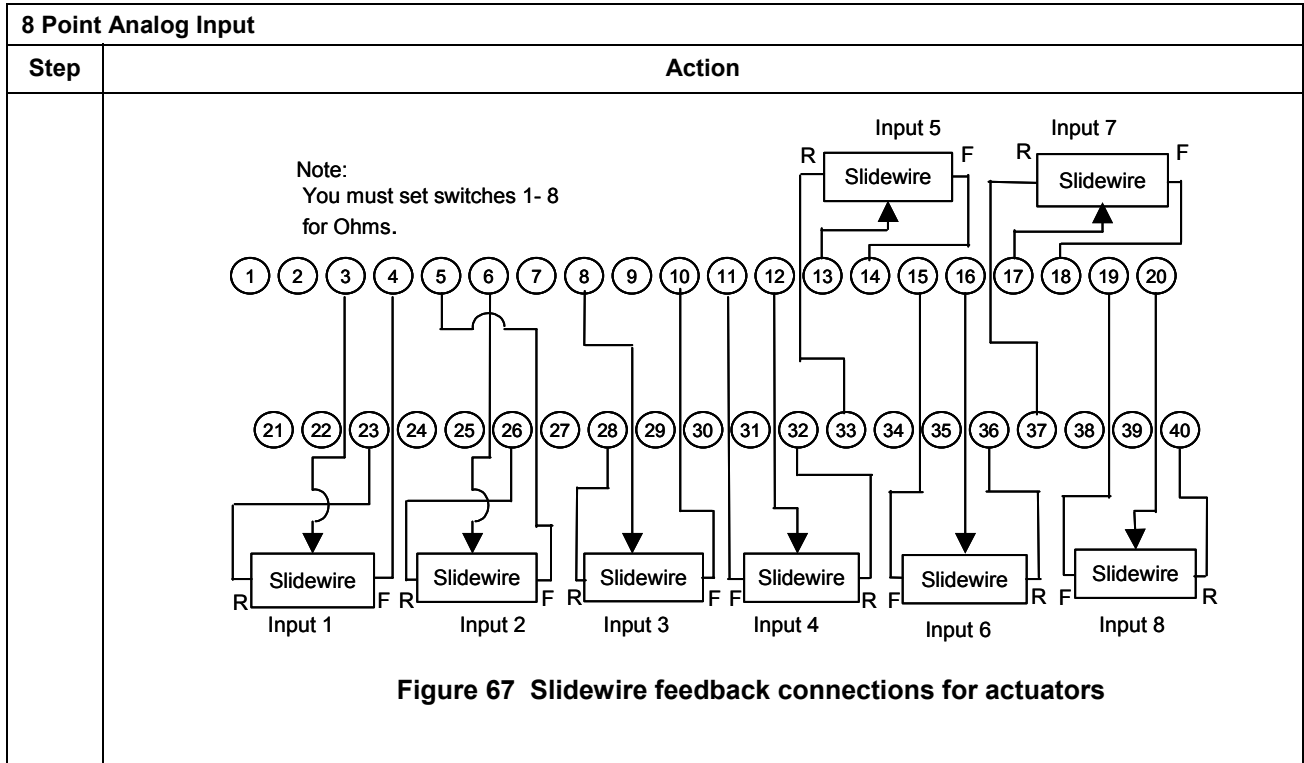 8 Point Analog Input
Step Action
Input 5 Input 7
R F R F
Note: Slidewire Slidewire
You must set switches 1- 8
for Ohms.
1 2 3 4 5 6 7 8 9 10 11 12 13 14 15 16 17 18 19 20
21 22 23 24 25 26 27 28 29 30 31 32 33 34 35 36 37 38 39 40
Slidewire Slidewire Slidewire Slidewire Slidewire Slidewire
R F R F R F F R F R F R
Input 1 Input 2 Input 3 Input 4 Input 6 Input 8
Figure 67 Slidewire feedback connections for actuators